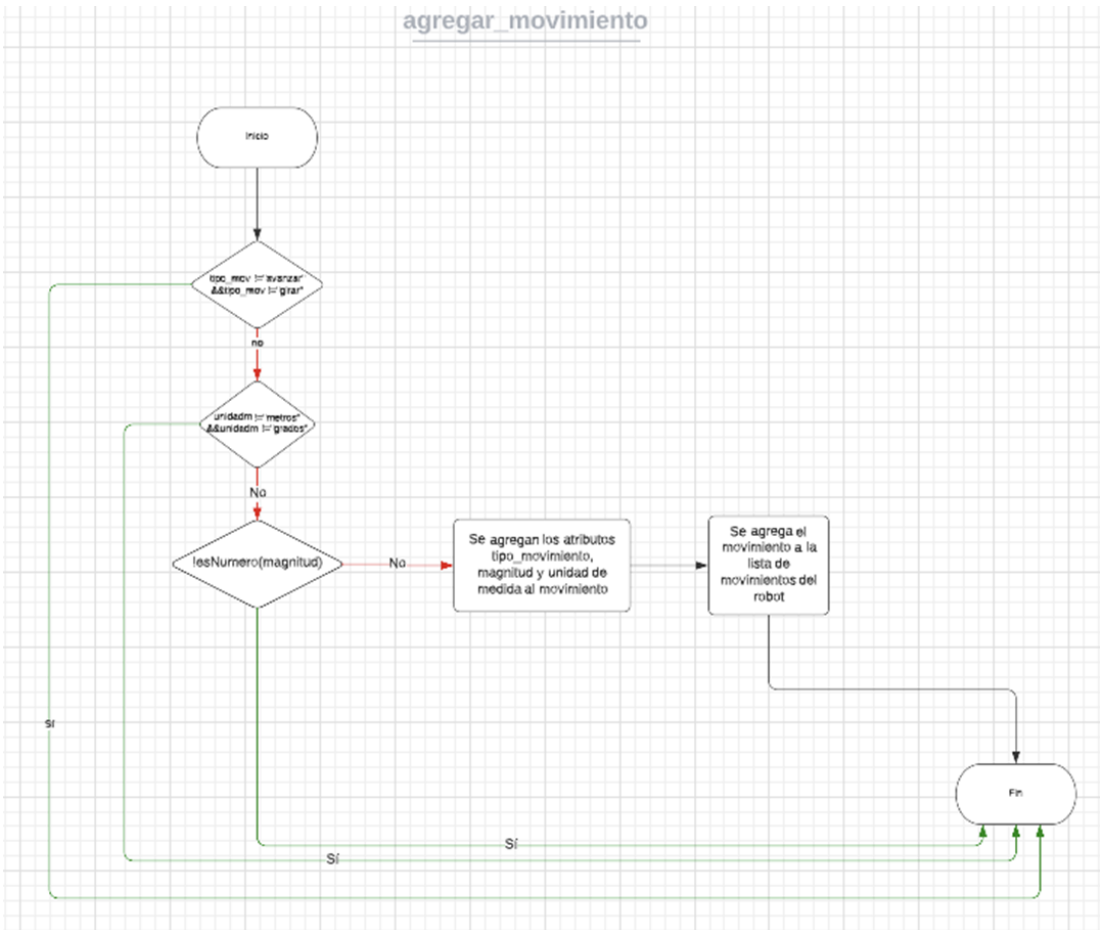 agregar_movimiento
Inicio
tipo_mov != "avanzar"
&&tipo_mov != girar"
no
unidadm != "metros"
&&unidadm != "grados"
No
!esNumero(magnitud)
No
Se agregan los atributos
tipo_movimiento,
magnitud y unidad de
medida al movimiento
Se agrega el
movimiento a la
lista de
movimientos del
robot
sí
Fin
Sí
Sí